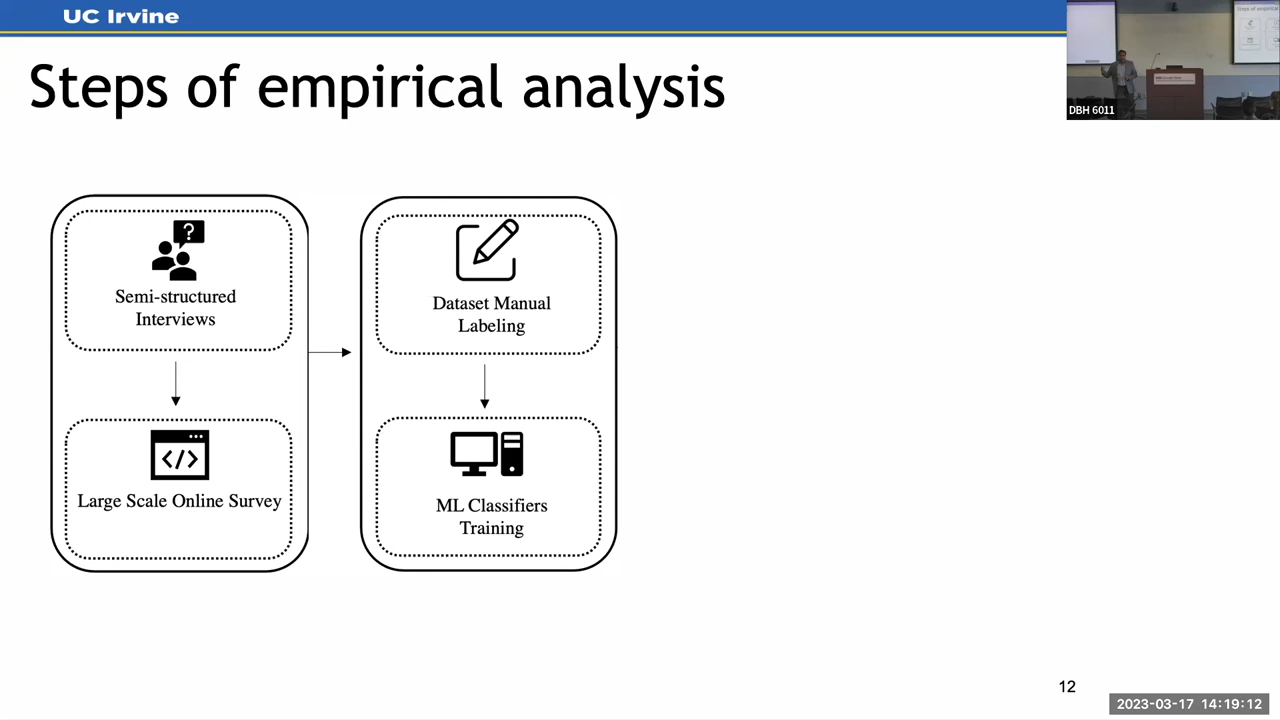 UC Irvine
Steps of empirical analysis
?
Semi-structured
Interviews
</>
Large Scale Online Survey
Dataset Manual
Labeling
ML Classifiers
Training
12
DBH 6011
2023-03-17 14:19:12